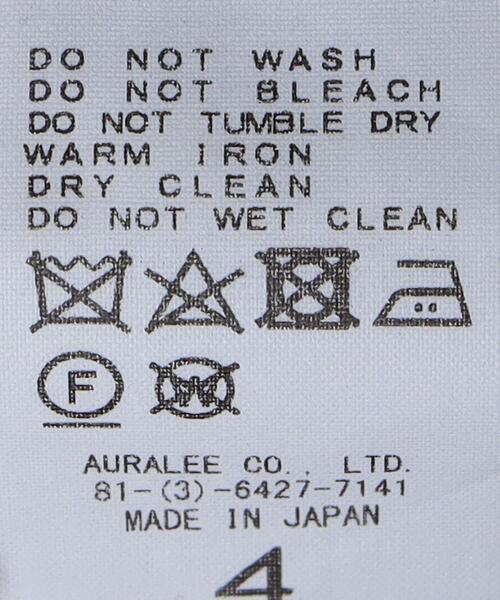 DO NOT WASH
DO NOT BLEACH
DO NOT TUMBLE DRY
WARM IRON
DRY CLEAN
DO NOT WET CLEAN
F W
AURALEE CO., LTD.
81-(3)-6427-7141
MADE IN JAPAN
4